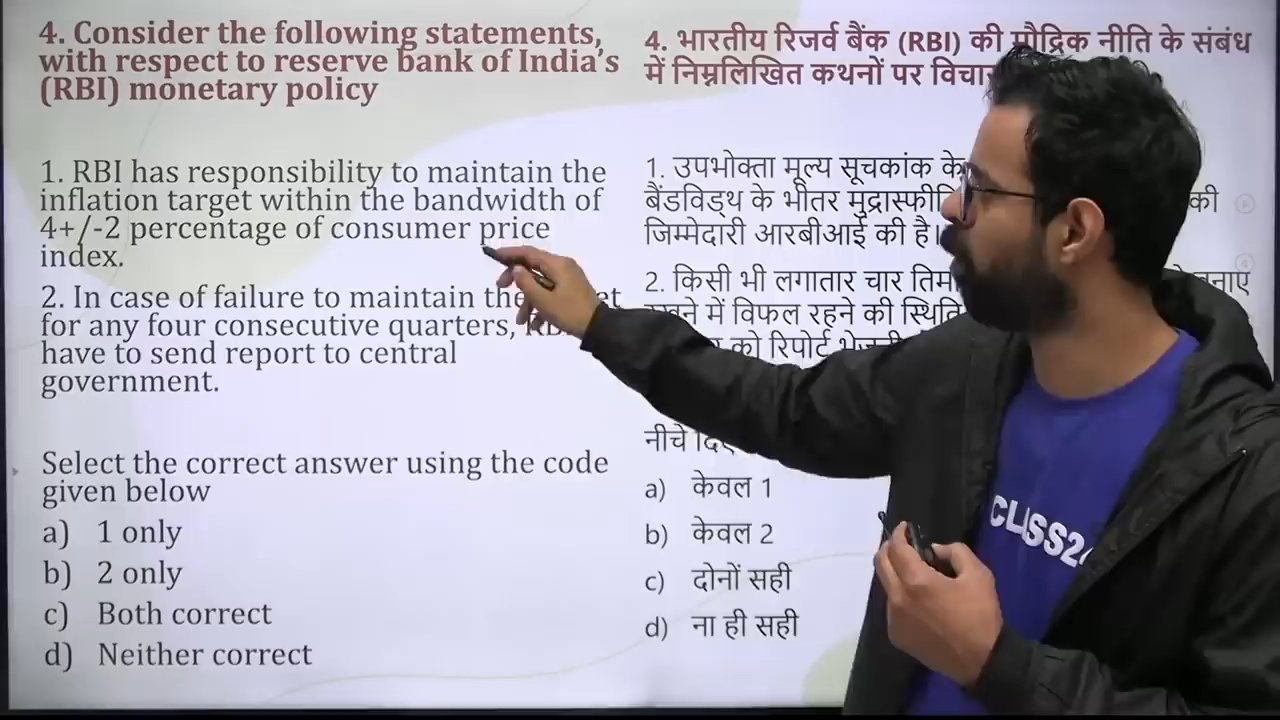 4. Consider the following statements,
with respect to reserve bank of India's
(RBI) monetary policy
1. RBI has responsibility to maintain the
inflation target within the bandwidth of
4+/-2 percentage of consumer price
index.
2. In case of failure to maintain the
for any four consecutive quarters,
have to send report to central
government.
Select the correct answer using the code
given below
a) 1 only
b) 2 only
c) Both correct
d) Neither correct
4. भारतीय रिजर्व बैंक (RBI) की मौद्रिक नीति के संबंध
में निम्नलिखित कथनों पर
1. उपभोक्ता मूल्य सूचकांक के
बैंडविड्थ के भीतर की
जिम्मेदारी आरबीआई की है।
2. किसी भी लगातार चार
में विफल रहने की
को रिपोर्ट
नीचे
a) केवल 1
b) केवल 2
c) दोनों सही
d) ना ही सही
CLASS24